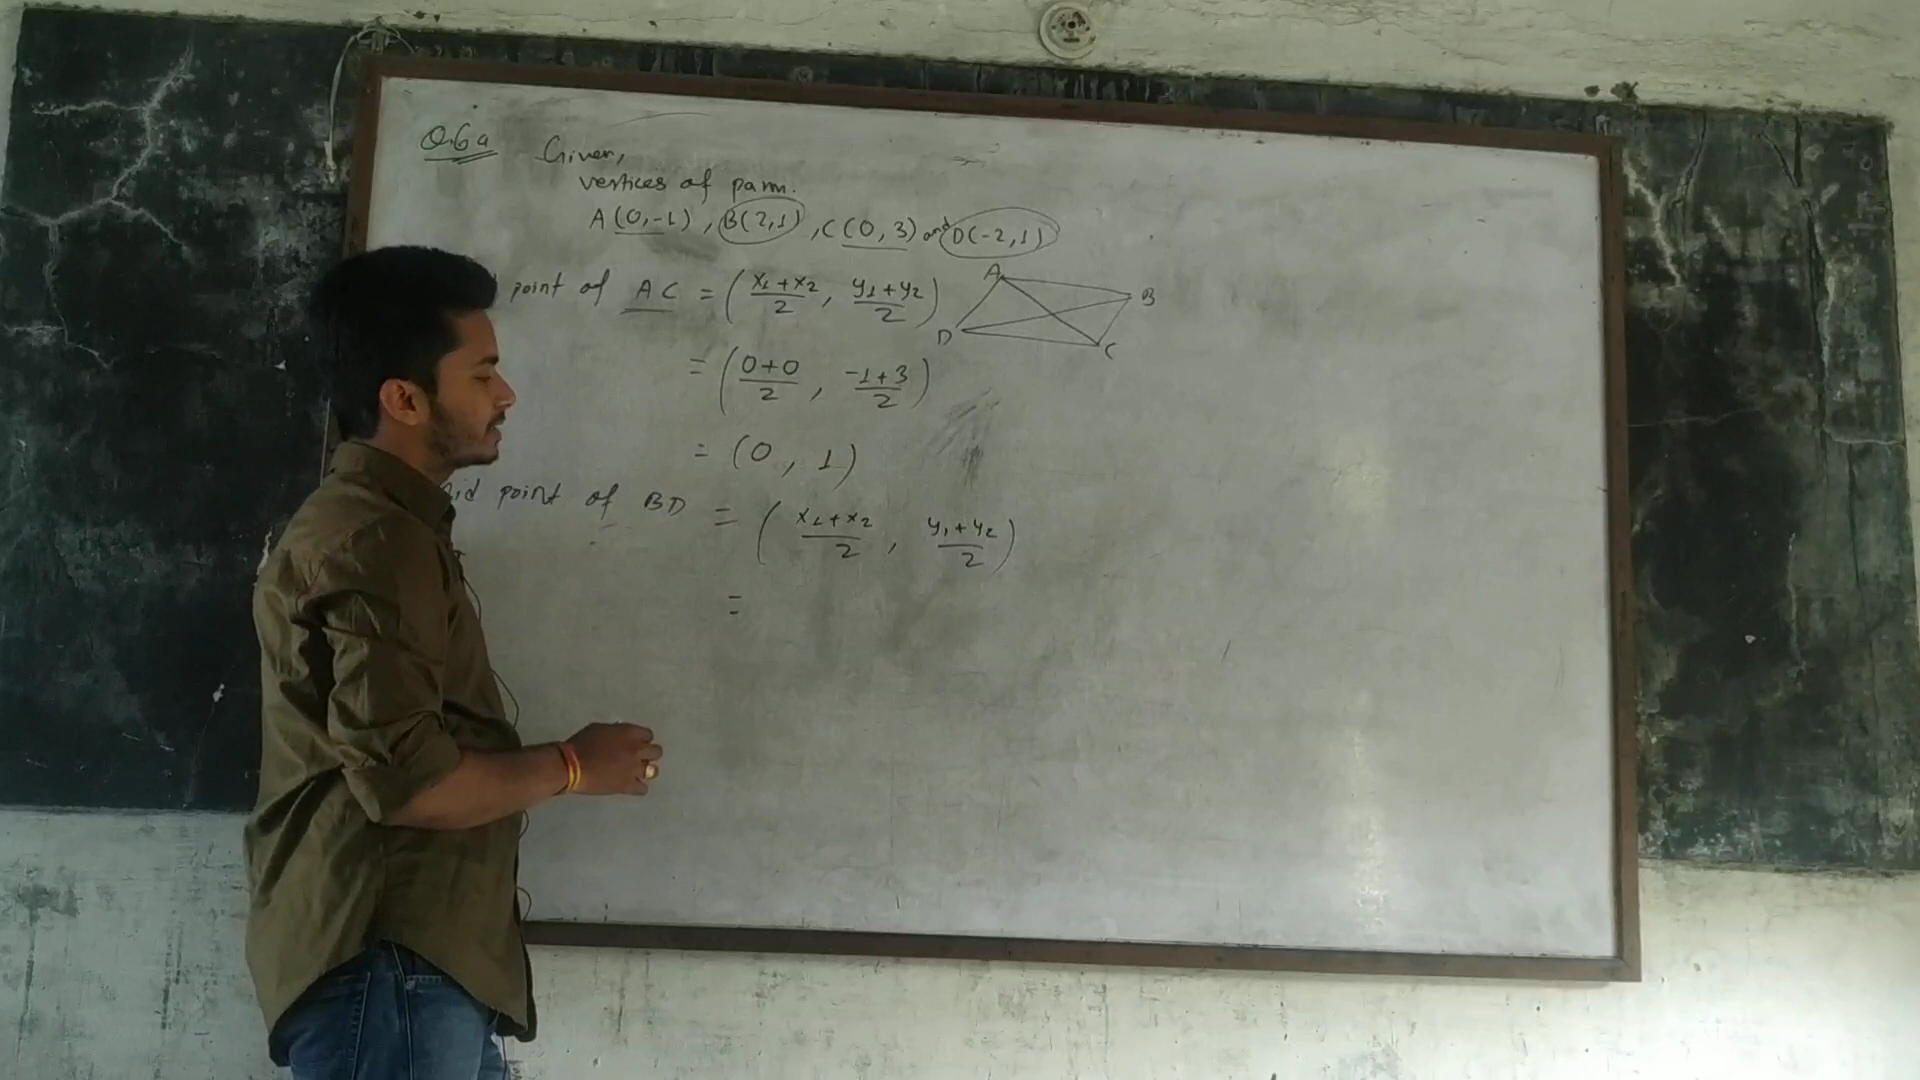 Q.6a Given,
vertices of parm.
A(0,-1), B(2,1), C(0,3) and D(-2,1)
point of AC = (x₁+x₂/2, y₁+y₂/2)
A
B
D
C
= (0+0/2, -1+3/2)
= (0, 1)
mid point of BD = (x₁+x₂/2, y₁+y₂/2)
=